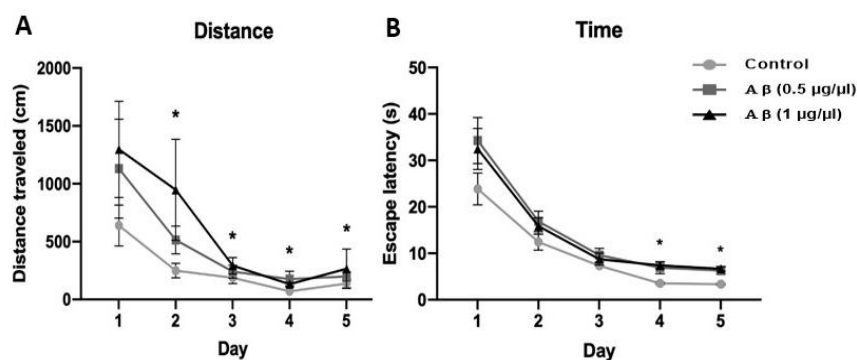 A
Distance
Distance traveled (cm)
2000
1500
1000
500
0
*
*
*
*
1 2 3 4 5
Day
B
Time
Escape latency (s)
50
40
30
20
10
0
*
*
1 2 3 4 5
Day
Control
A β (0.5 µg/µl)
A β (1 µg/µl)